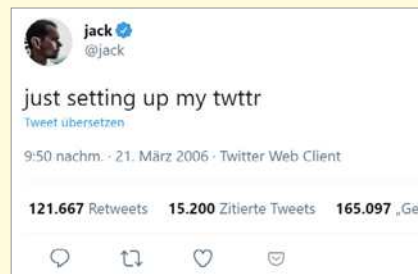 jack
@jack
just setting up my twttr
Tweet übersetzen
9:50 nachm. · 21. März 2006 · Twitter Web Client
121.667 Retweets 15.200 Zitierte Tweets 165.097 „Ge